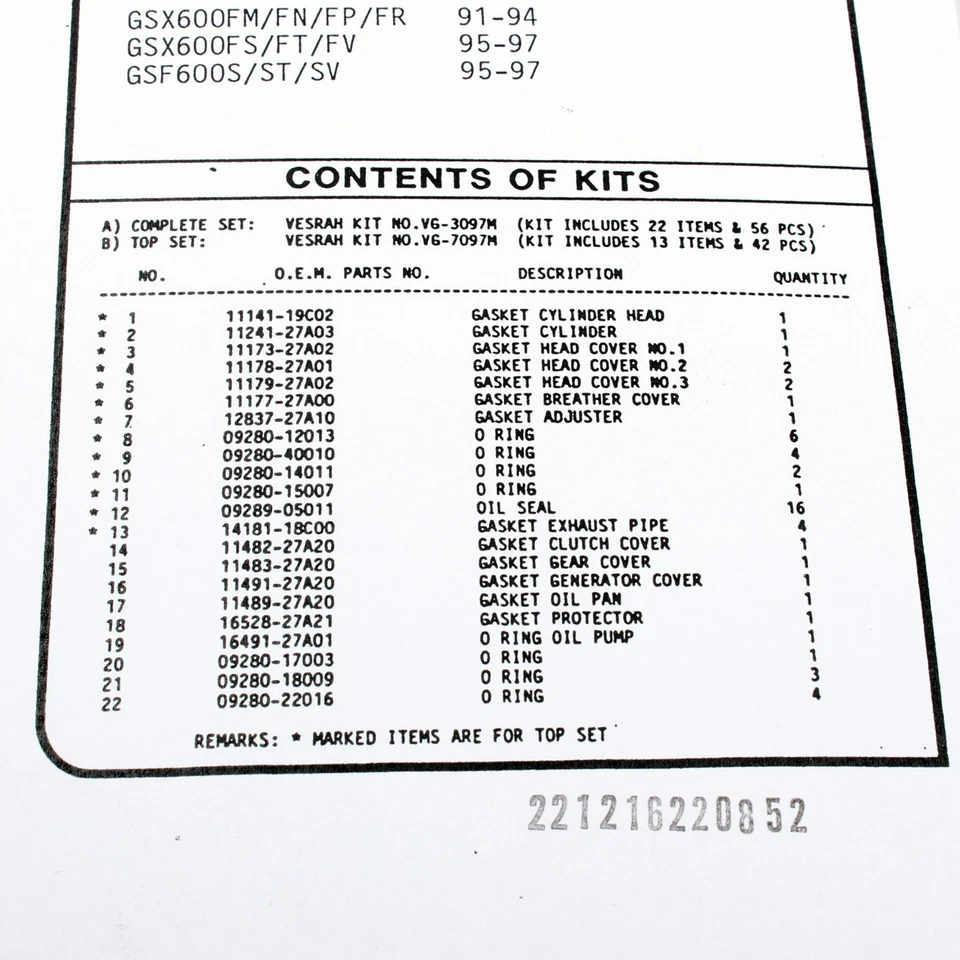 GSX600FM/FN/FP/FR 91-94
GSX600FS/FT/FV 95-97
GSF600S/ST/SV 95-97
CONTENTS OF KITS
A) COMPLETE SET: VESRAH KIT NO.VG-3097M (KIT INCLUDES 22 ITEMS & 56 PCS)
B) TOP SET: VESRAH KIT NO.VG-7097M (KIT INCLUDES 13 ITEMS & 42 PCS)
NO. O.E.M. PARTS NO. DESCRIPTION QUANTITY
* 1 11141-19C02 GASKET CYLINDER HEAD 1
* 2 11241-27A03 GASKET CYLINDER 1
* 3 11173-27A02 GASKET HEAD COVER NO.1 1
* 4 11178-27A01 GASKET HEAD COVER NO.2 2
* 5 11179-27A02 GASKET HEAD COVER NO.3 2
* 6 11177-27A00 GASKET BREATHER COVER 1
* 7 12837-27A10 GASKET ADJUSTER 1
* 8 09280-12013 O RING 6
* 9 09280-40010 O RING 4
* 10 09280-14011 O RING 2
* 11 09280-15007 O RING 1
* 12 09289-05011 OIL SEAL 16
* 13 14181-18C00 GASKET EXHAUST PIPE 4
14 11482-27A20 GASKET CLUTCH COVER 1
15 11483-27A20 GASKET GEAR COVER 1
16 11491-27A20 GASKET GENERATOR COVER 1
17 11489-27A20 GASKET OIL PAN 1
18 16528-27A21 GASKET PROTECTOR 1
19 16491-27A01 O RING OIL PUMP 1
20 09280-17003 O RING 1
21 09280-18009 O RING 3
22 09280-22016 O RING 4
REMARKS: * MARKED ITEMS ARE FOR TOP SET
221216220852